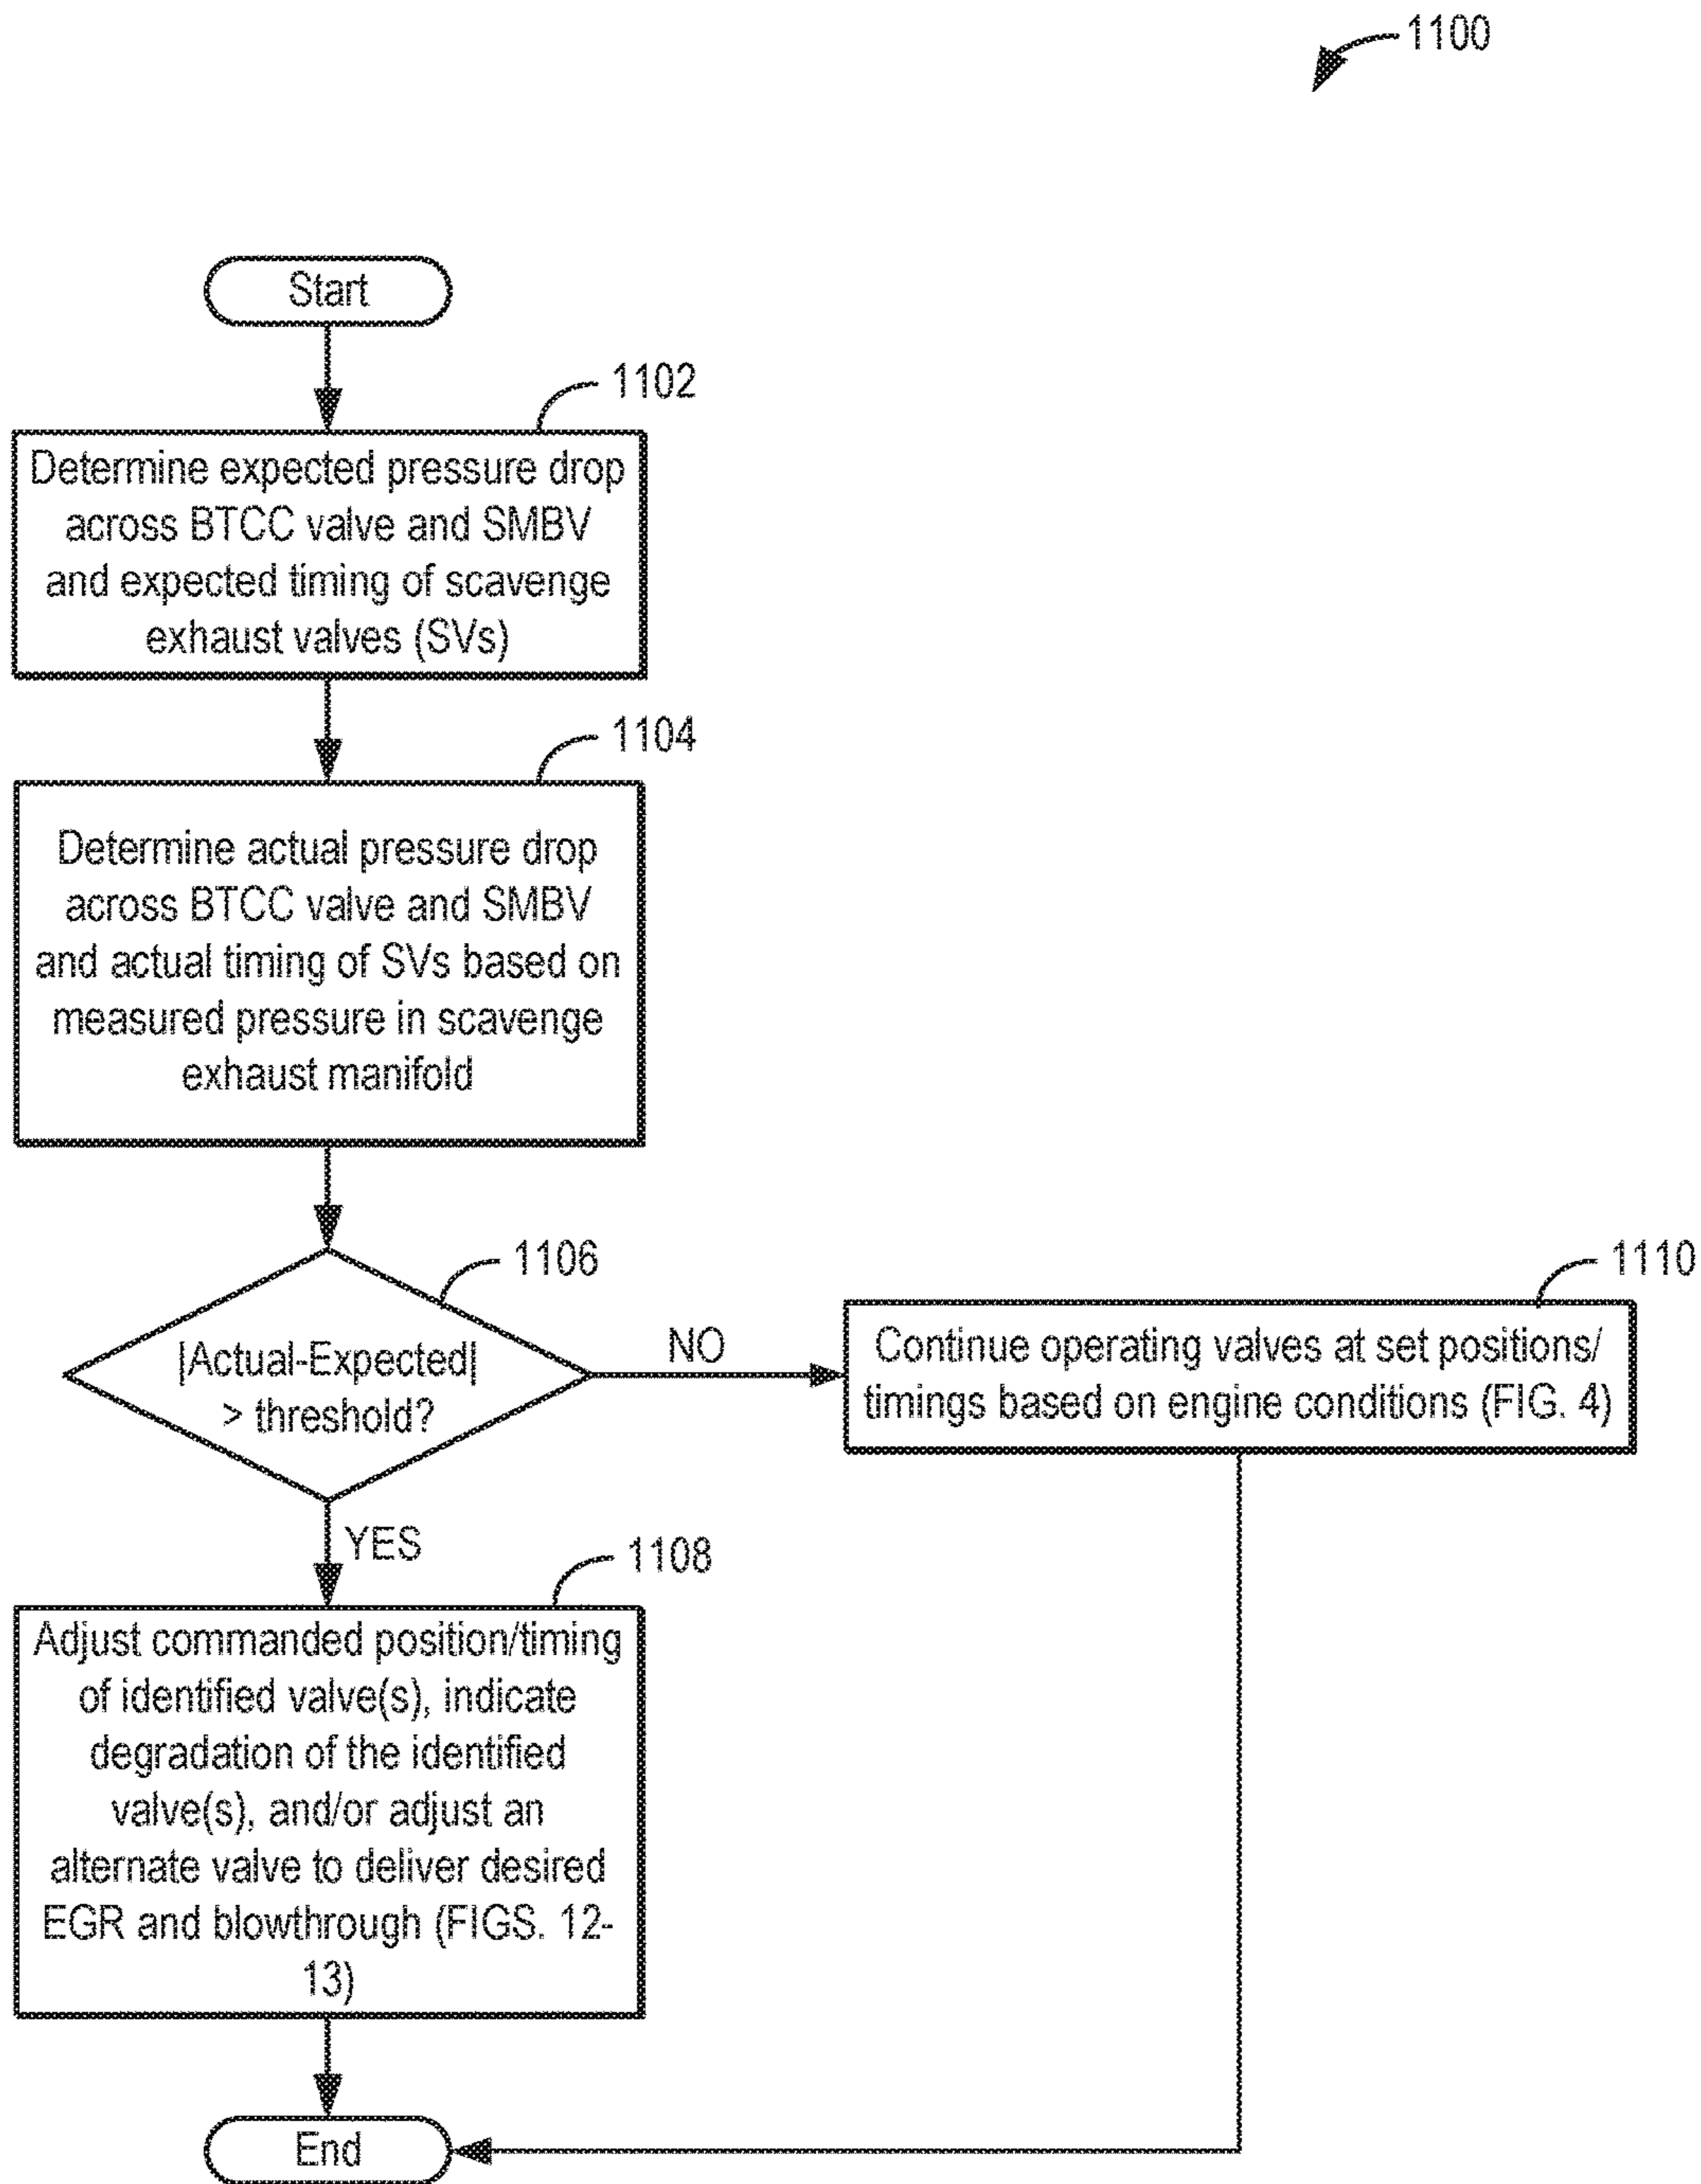 1100
Start
1102
Determine expected pressure drop
across BTCC valve and SMBV
and expected timing of scavenge
exhaust valves (SVs)
1104
Determine actual pressure drop
across BTCC valve and SMBV
and actual timing of SVs based on
measured pressure in scavenge
exhaust manifold
1106
|Actual-Expected|
> threshold?
NO
1110
Continue operating valves at set positions/
timings based on engine conditions (FIG. 4)
YES
1108
Adjust commanded position/timing
of identified valve(s), indicate
degradation of the identified
valve(s), and/or adjust an
alternate valve to deliver desired
EGR and blowthrough (FIGS. 12-
13)
End